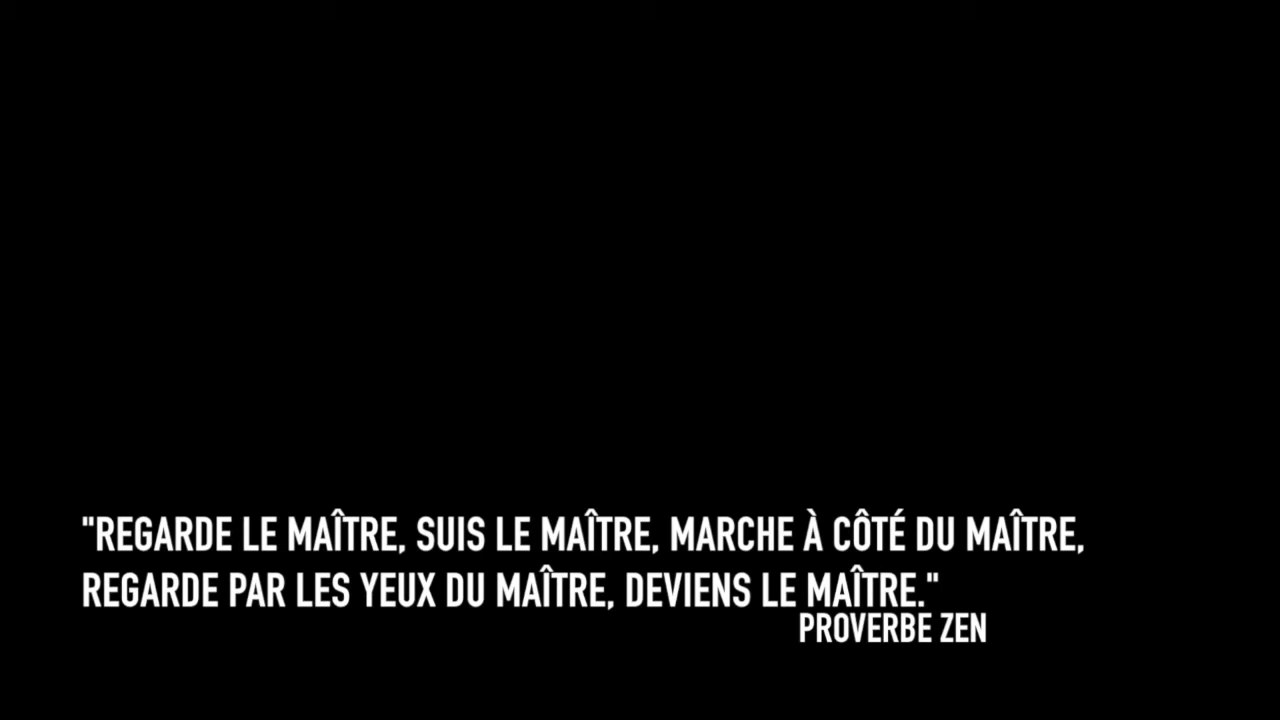 "REGARDE LE MAÎTRE, SUIS LE MAÎTRE, MARCHE À CÔTÉ DU MAÎTRE,
REGARDE PAR LES YEUX DU MAÎTRE, DEVIENS LE MAÎTRE."
PROVERBE ZEN